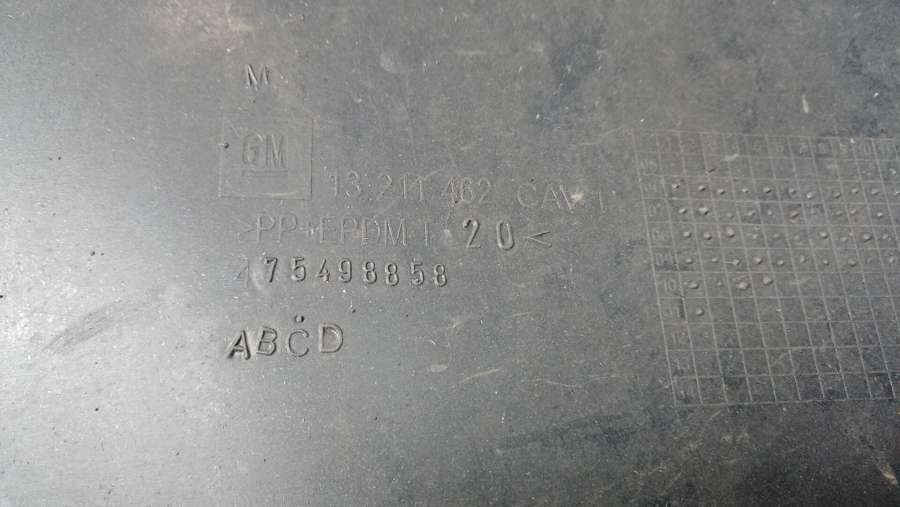 M
GM
13.211.462 CAV 1
>PP+EPDM T 20<
475498858
ABCD